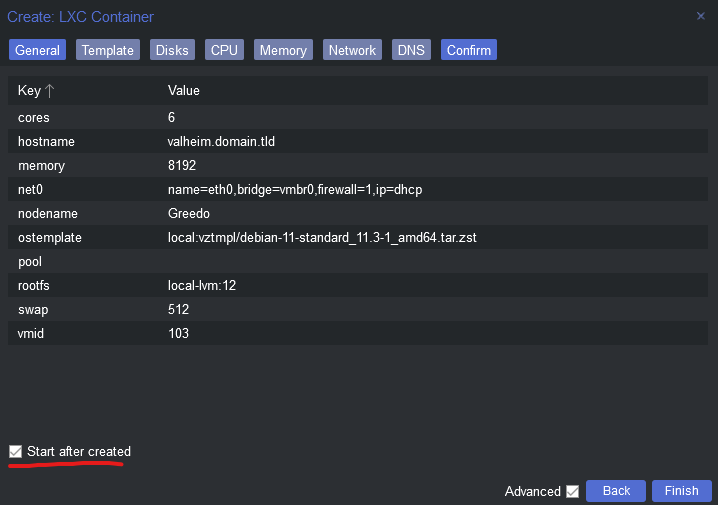 Create: LXC Container
General Template Disks CPU Memory Network DNS Confirm
Key Value
cores 6
hostname valheim.domain.tld
memory 8192
net0 name=eth0,bridge=vmbr0,firewall=1,ip=dhcp
nodename Greedo
ostemplate local:vztmpl/debian-11-standard_11.3-1_amd64.tar.zst
pool
rootfs local-lvm:12
swap 512
vmid 103
Start after created
Advanced Back Finish